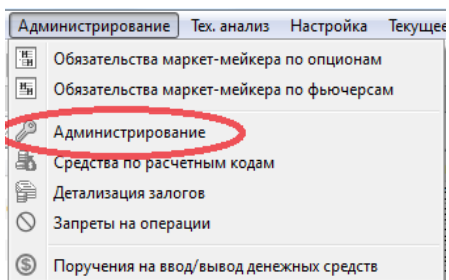 Администрирование Тех. анализ Настройка Текущее
Обязательства маркет-мейкера по опционам
Обязательства маркет-мейкера по фьючерсам
Администрирование
Средства по расчетным кодам
Детализация залогов
Запреты на операции
Поручения на ввод/вывод денежных средств